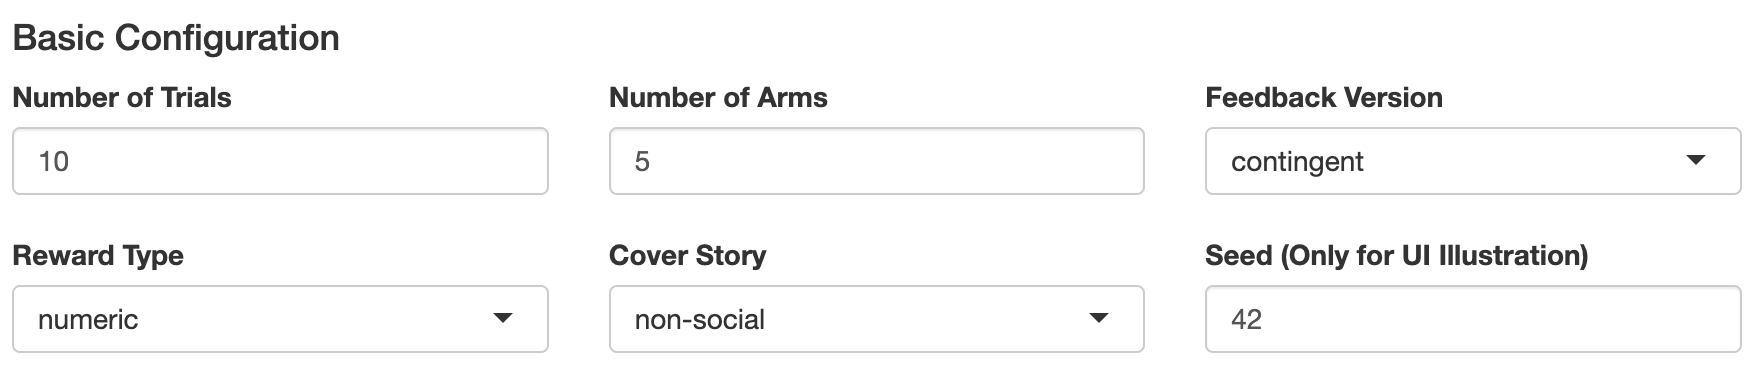 Basic Configuration
Number of Trials
10
Number of Arms
5
Feedback Version
contingent
Reward Type
numeric
Cover Story
non-social
Seed (Only for UI Illustration)
42